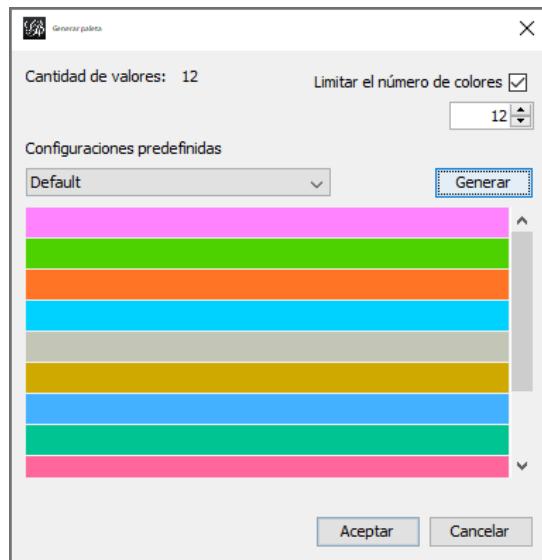 Generar paleta
Cantidad de valores: 12
Limitar el número de colores
12
Configuraciones predefinidas
Default
Generar
Aceptar
Cancelar